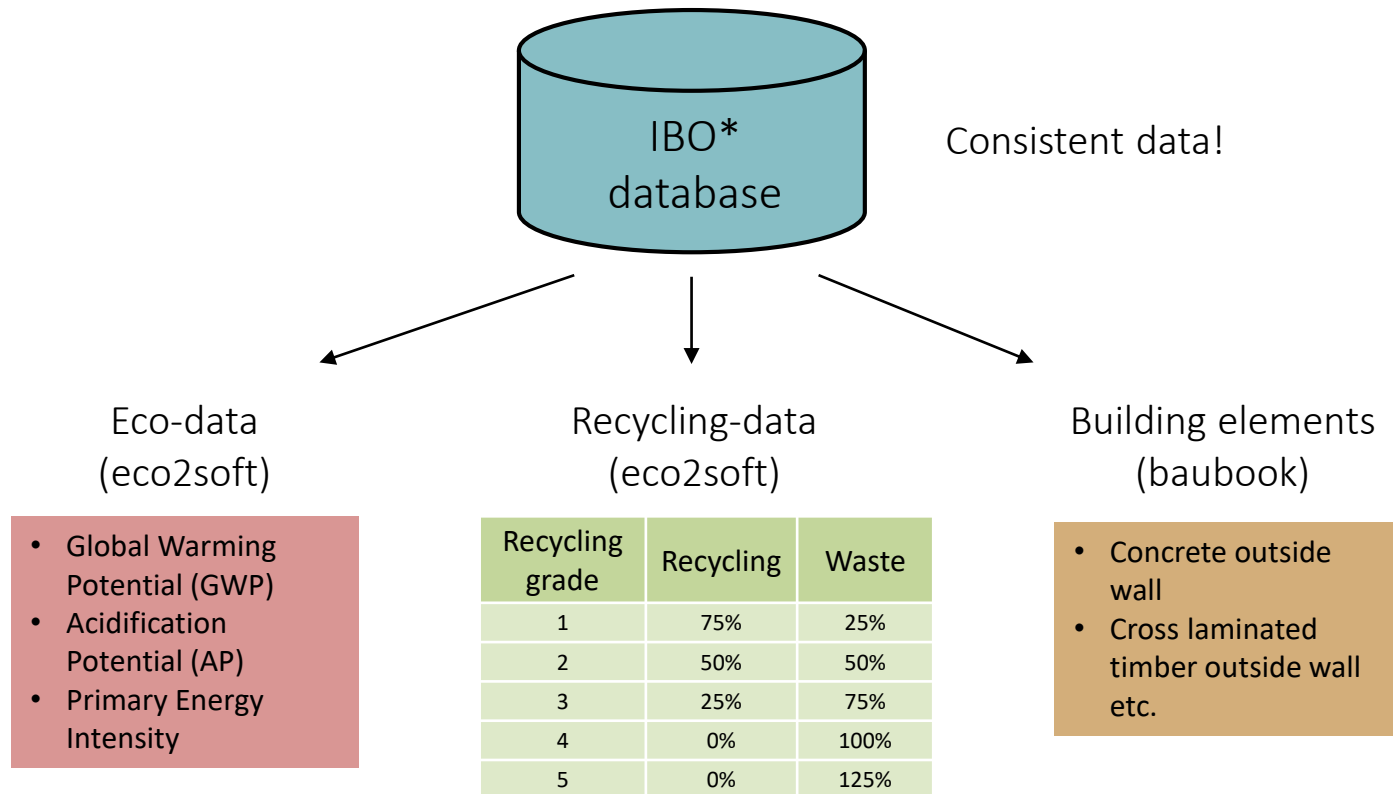 IBO*
database
Consistent data!
Eco-data
(eco2soft)
• Global Warming
Potential (GWP)
• Acidification
Potential (AP)
• Primary Energy
Intensity
Recycling-data
(eco2soft)
Recycling
grade
Recycling
Waste
1 75% 25%
2 50% 50%
3 25% 75%
4 0% 100%
5 0% 125%
Building elements
(baubook)
• Concrete outside
wall
• Cross laminated
timber outside wall
etc.